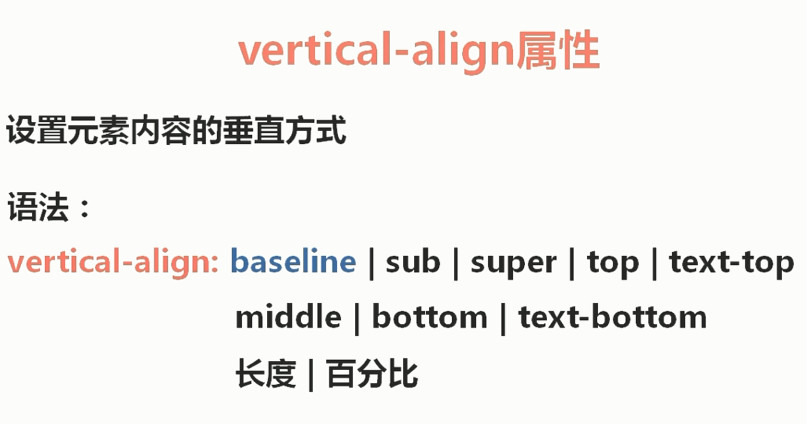 vertical-align属性
设置元素内容的垂直方式
语法：
vertical-align: baseline | sub | super | top | text-top
middle | bottom | text-bottom
长度 | 百分比